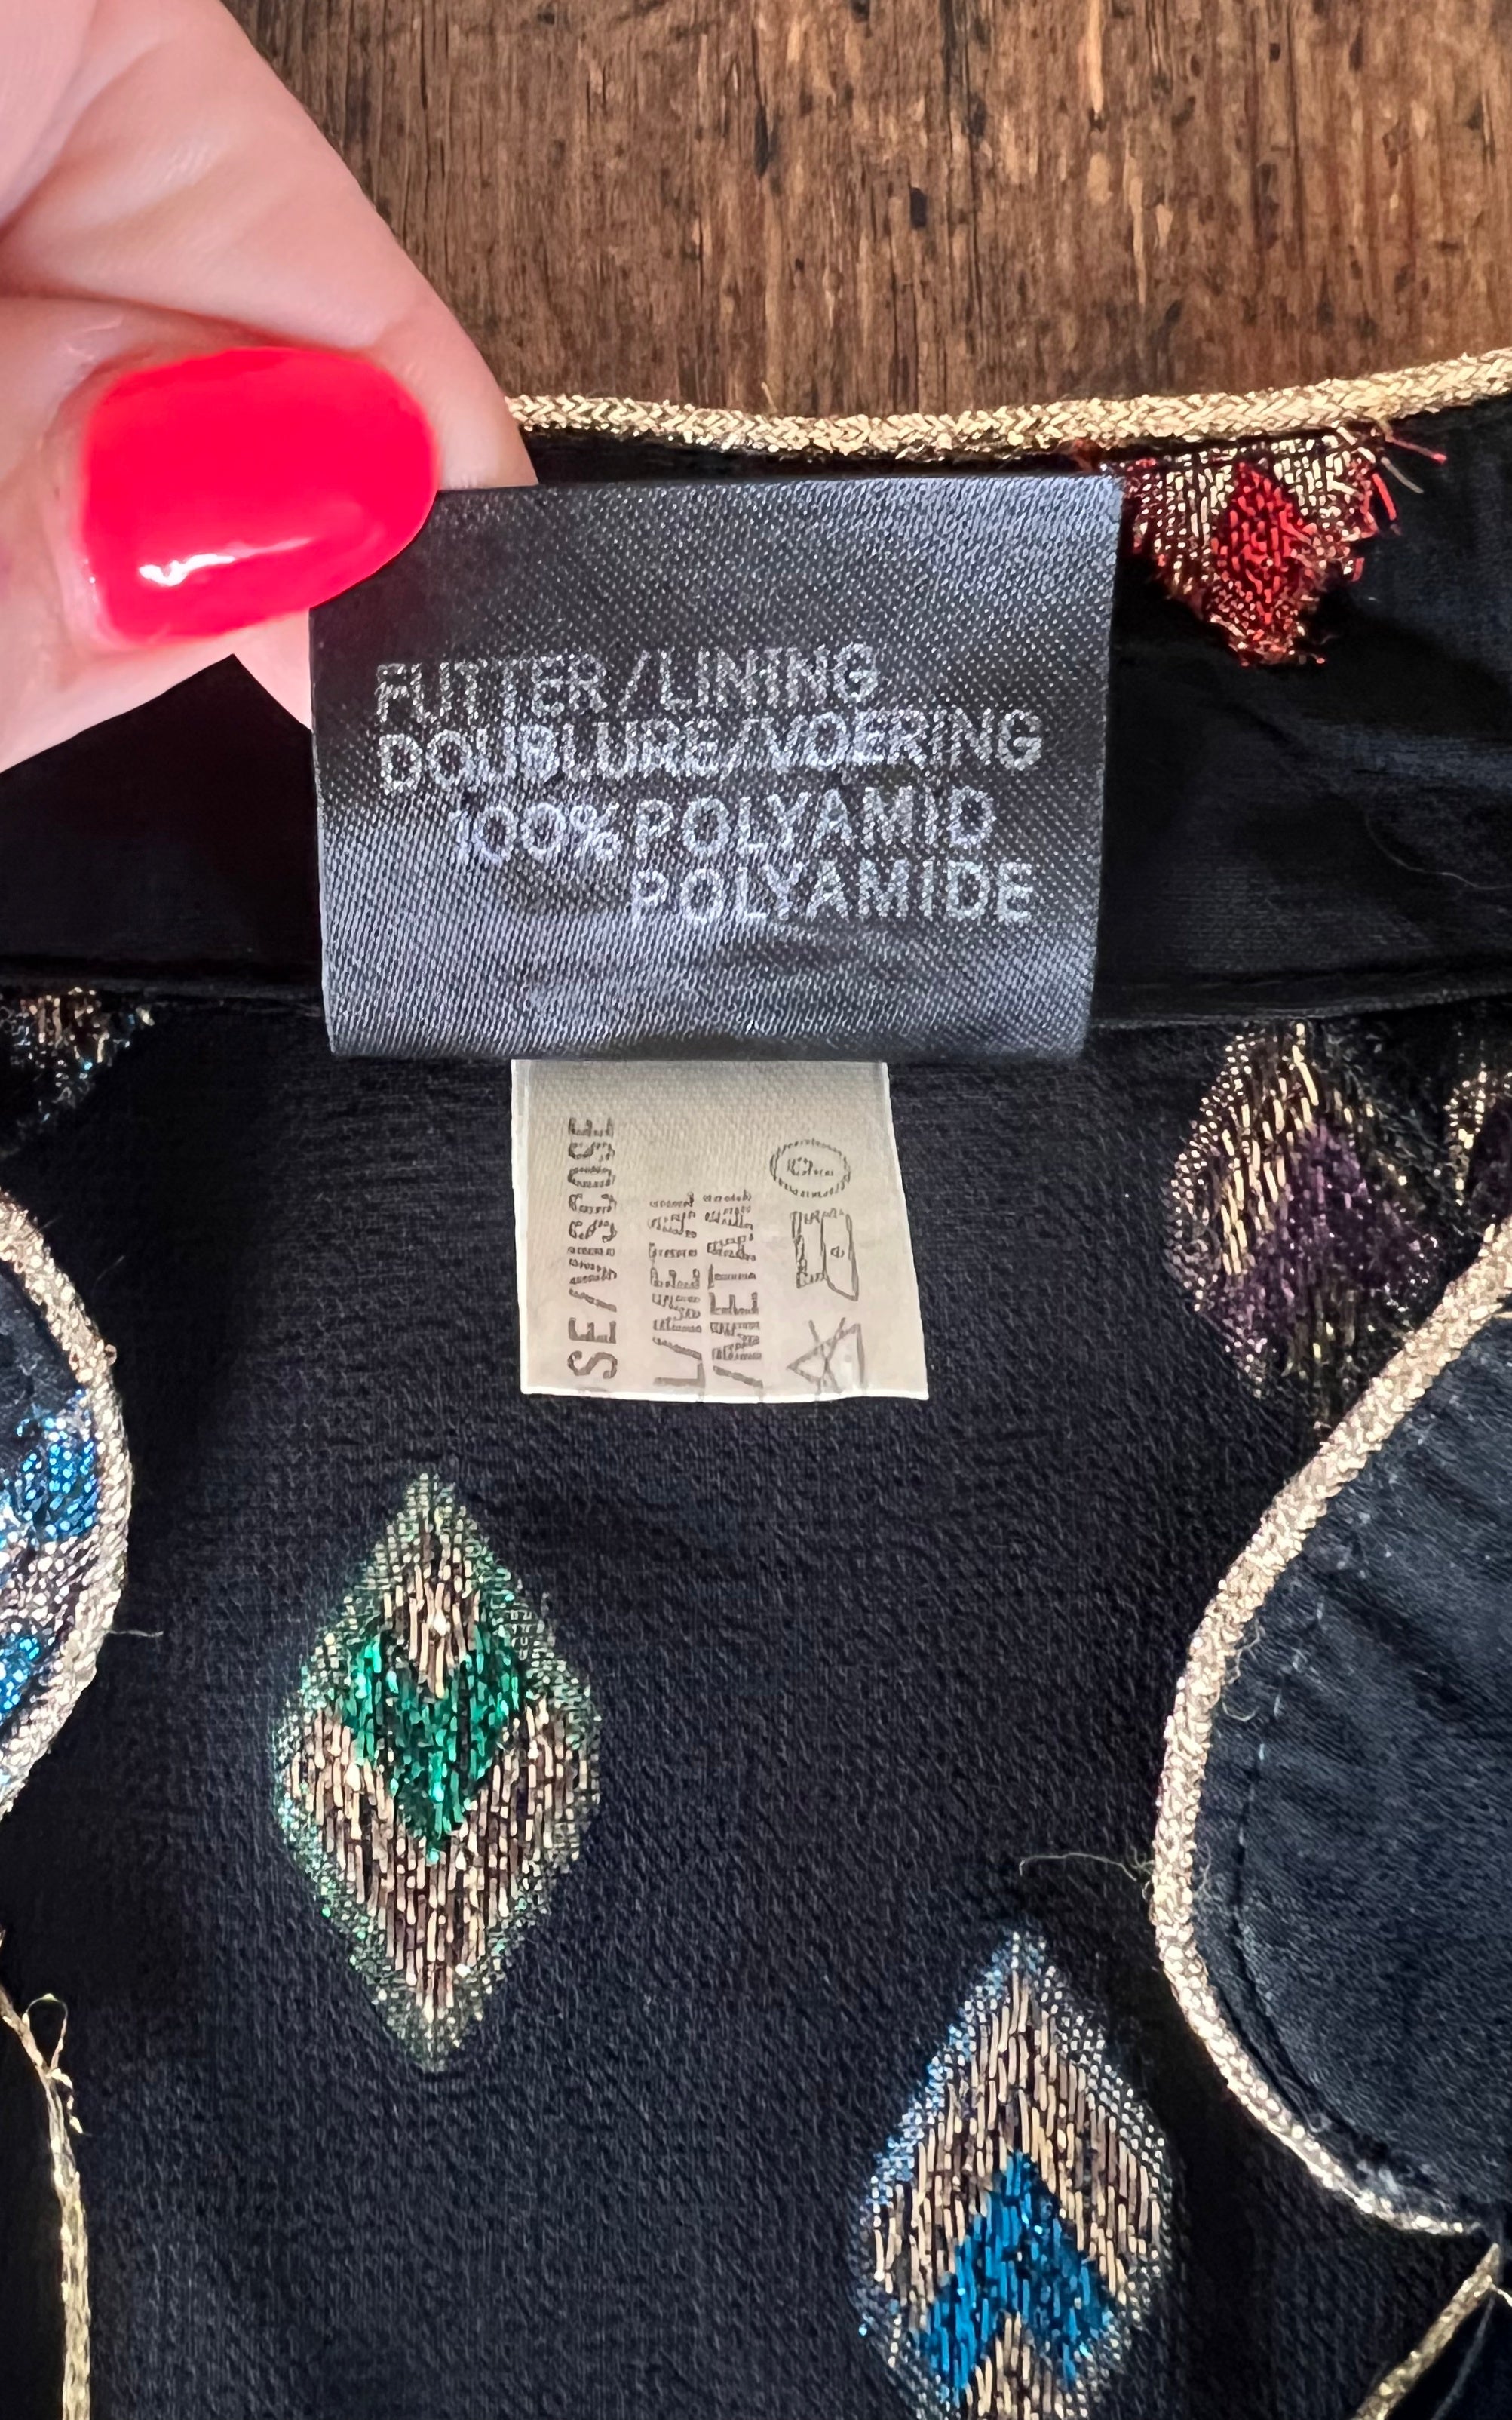 FUTTER/LINING
DOUBLURE/VOERING
100% POLYAMID
POLYAMIDE
SE/VISCOSE
L/METAL
/METAL